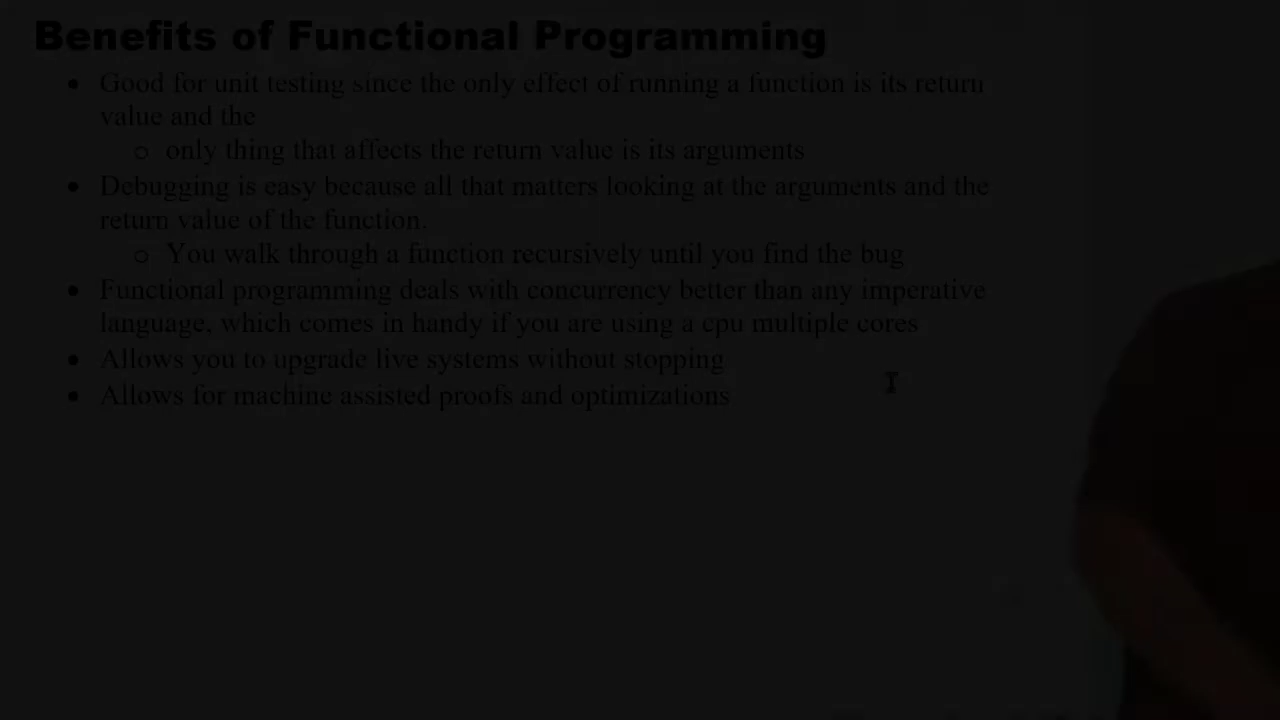 Benefits of Functional Programming
• Good for unit testing since the only effect of running a function is its return
value and the
o only thing that affects the return value is its arguments
• Debugging is easy because all that matters looking at the arguments and the
return value of the function.
o You walk through a function recursively until you find the bug
• Functional programming deals with concurrency better than any imperative
language, which comes in handy if you are using a cpu multiple cores
• Allows you to upgrade live systems without stopping
• Allows for machine assisted proofs and optimizations